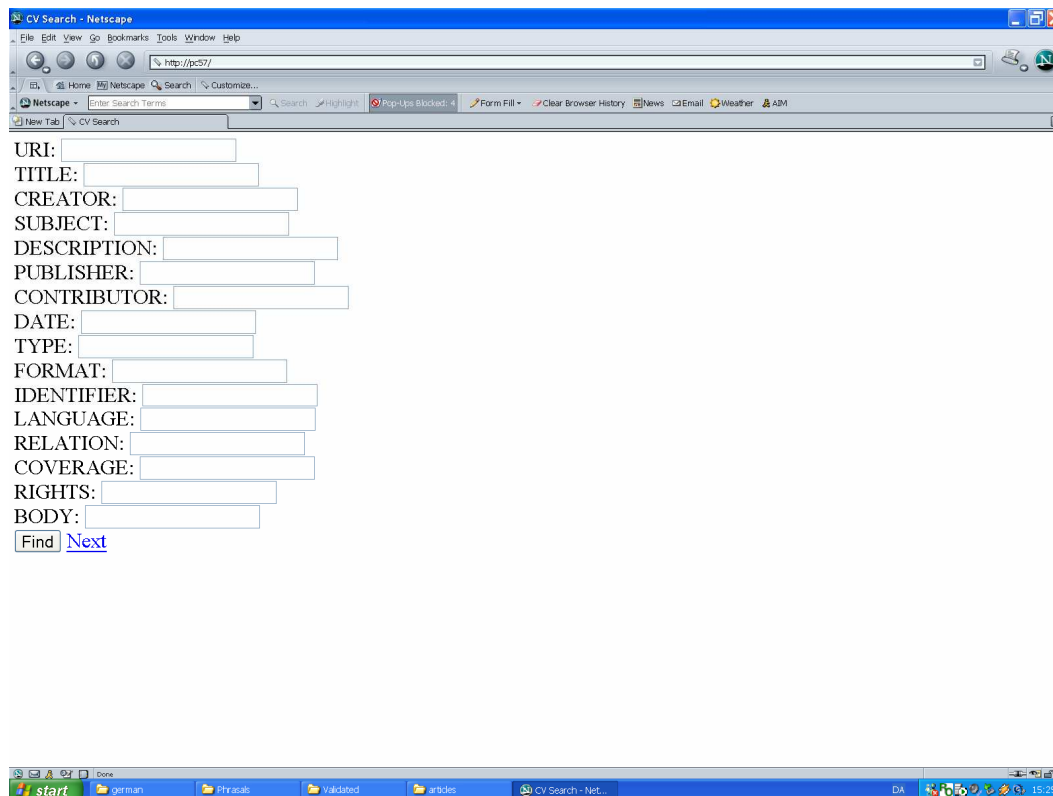 CV Search - Netscape
File Edit View Go Bookmarks Tools Window Help
http://pc57/
Home My Netscape Search Customize...
Netscape Enter Search Terms Search Highlight Pop-Ups Blocked: 4 Form Fill Clear Browser History News Email Weather AIM
New Tab CV Search
URI:
TITLE:
CREATOR:
SUBJECT:
DESCRIPTION:
PUBLISHER:
CONTRIBUTOR:
DATE:
TYPE:
FORMAT:
IDENTIFIER:
LANGUAGE:
RELATION:
COVERAGE:
RIGHTS:
BODY:
Find Next
Done
start german Phrasals Validated articles CV Search - Net... DA